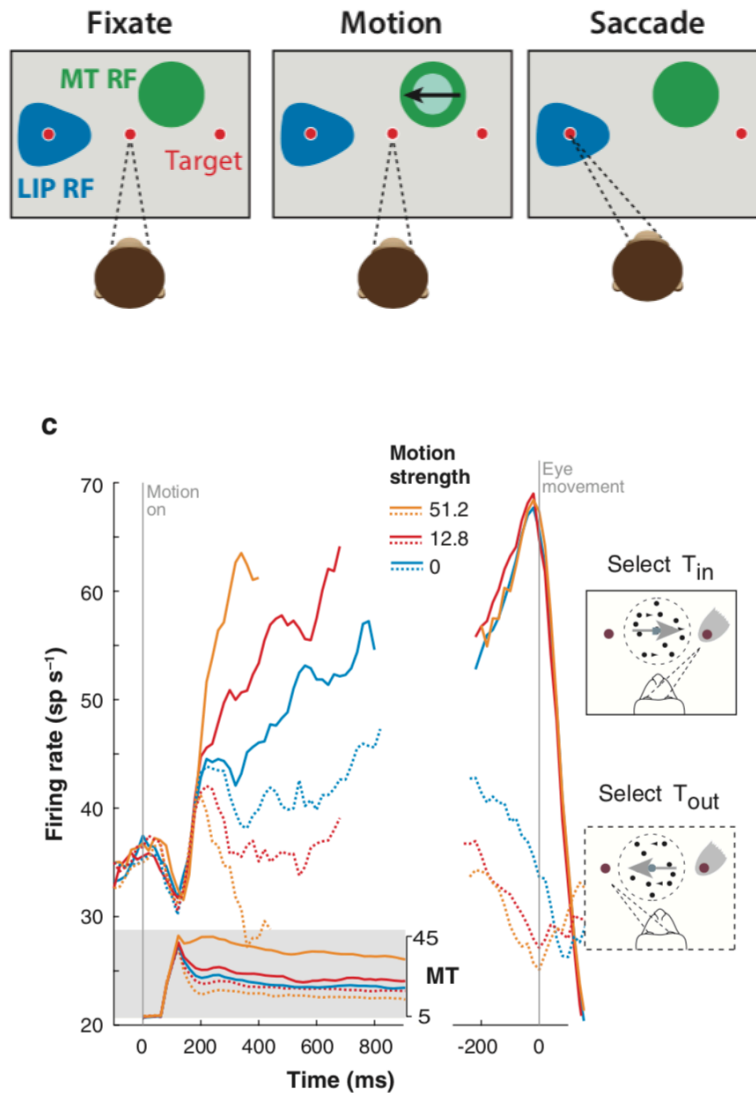 Fixate
Motion
Saccade
MT RF
Target
LIP RF
c
Motion strength
51.2
12.8
0
Motion on
Eye movement
70
60
50
40
30
20
Firing rate (sp s⁻¹)
45
MT
5
0
200
400
600
800
-200
0
Time (ms)
Select Tin
Select Tout